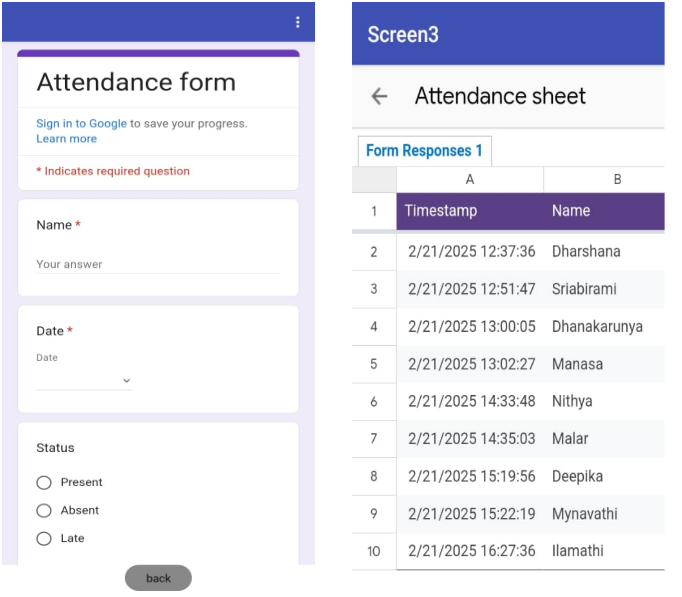 Attendance form
Sign in to Google to save your progress.
Learn more
* Indicates required question
Name *
Your answer
Date *
Date
Status
Present
Absent
Late
back
Screen3
Attendance sheet
Form Responses 1
A B
1 Timestamp Name
2 2/21/2025 12:37:36 Dharshana
3 2/21/2025 12:51:47 Sriabirami
4 2/21/2025 13:00:05 Dhanakarunya
5 2/21/2025 13:02:27 Manasa
6 2/21/2025 14:33:48 Nithya
7 2/21/2025 14:35:03 Malar
8 2/21/2025 15:19:56 Deepika
9 2/21/2025 15:22:19 Mynavathi
10 2/21/2025 16:27:36 Ilamathi